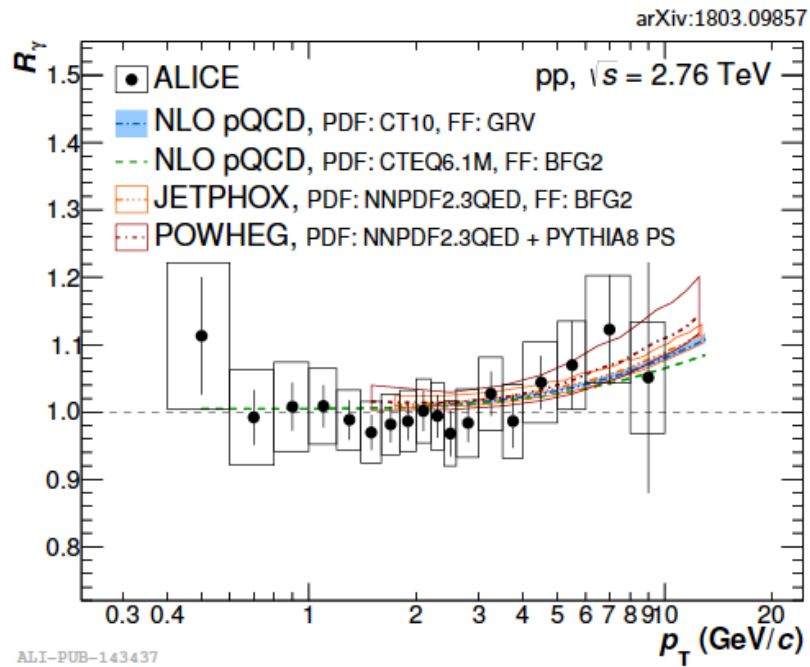 arXiv:1803.09857
Rγ
1.5
1.4
1.3
1.2
1.1
1.0
0.9
0.8
ALICE
pp, √s = 2.76 TeV
NLO pQCD, PDF: CT10, FF: GRV
NLO pQCD, PDF: CTEQ6.1M, FF: BFG2
JETPHOX, PDF: NNPDF2.3QED, FF: BFG2
POWHEG, PDF: NNPDF2.3QED + PYTHIA8 PS
0.3 0.4 1 2 3 4 5 6 7 8 910 20
pT (GeV/c)
ALI-PUB-143437